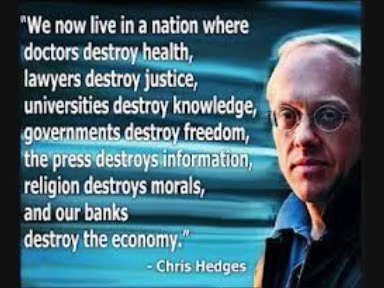 "We now live in a nation where
doctors destroy health,
lawyers destroy justice,
universities destroy knowledge,
governments destroy freedom,
the press destroys information,
religion destroys morals,
and our banks
destroy the economy."
- Chris Hedges